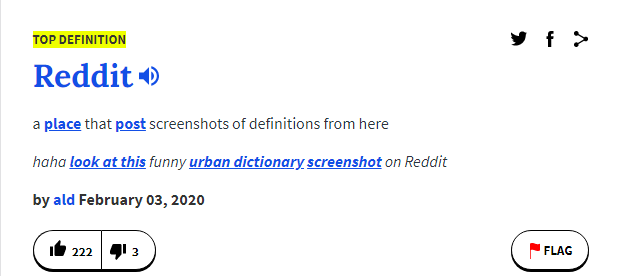 TOP DEFINITION
Reddit
a place that post screenshots of definitions from here
haha look at this funny urban dictionary screenshot on Reddit
by ald February 03, 2020
222 3 FLAG